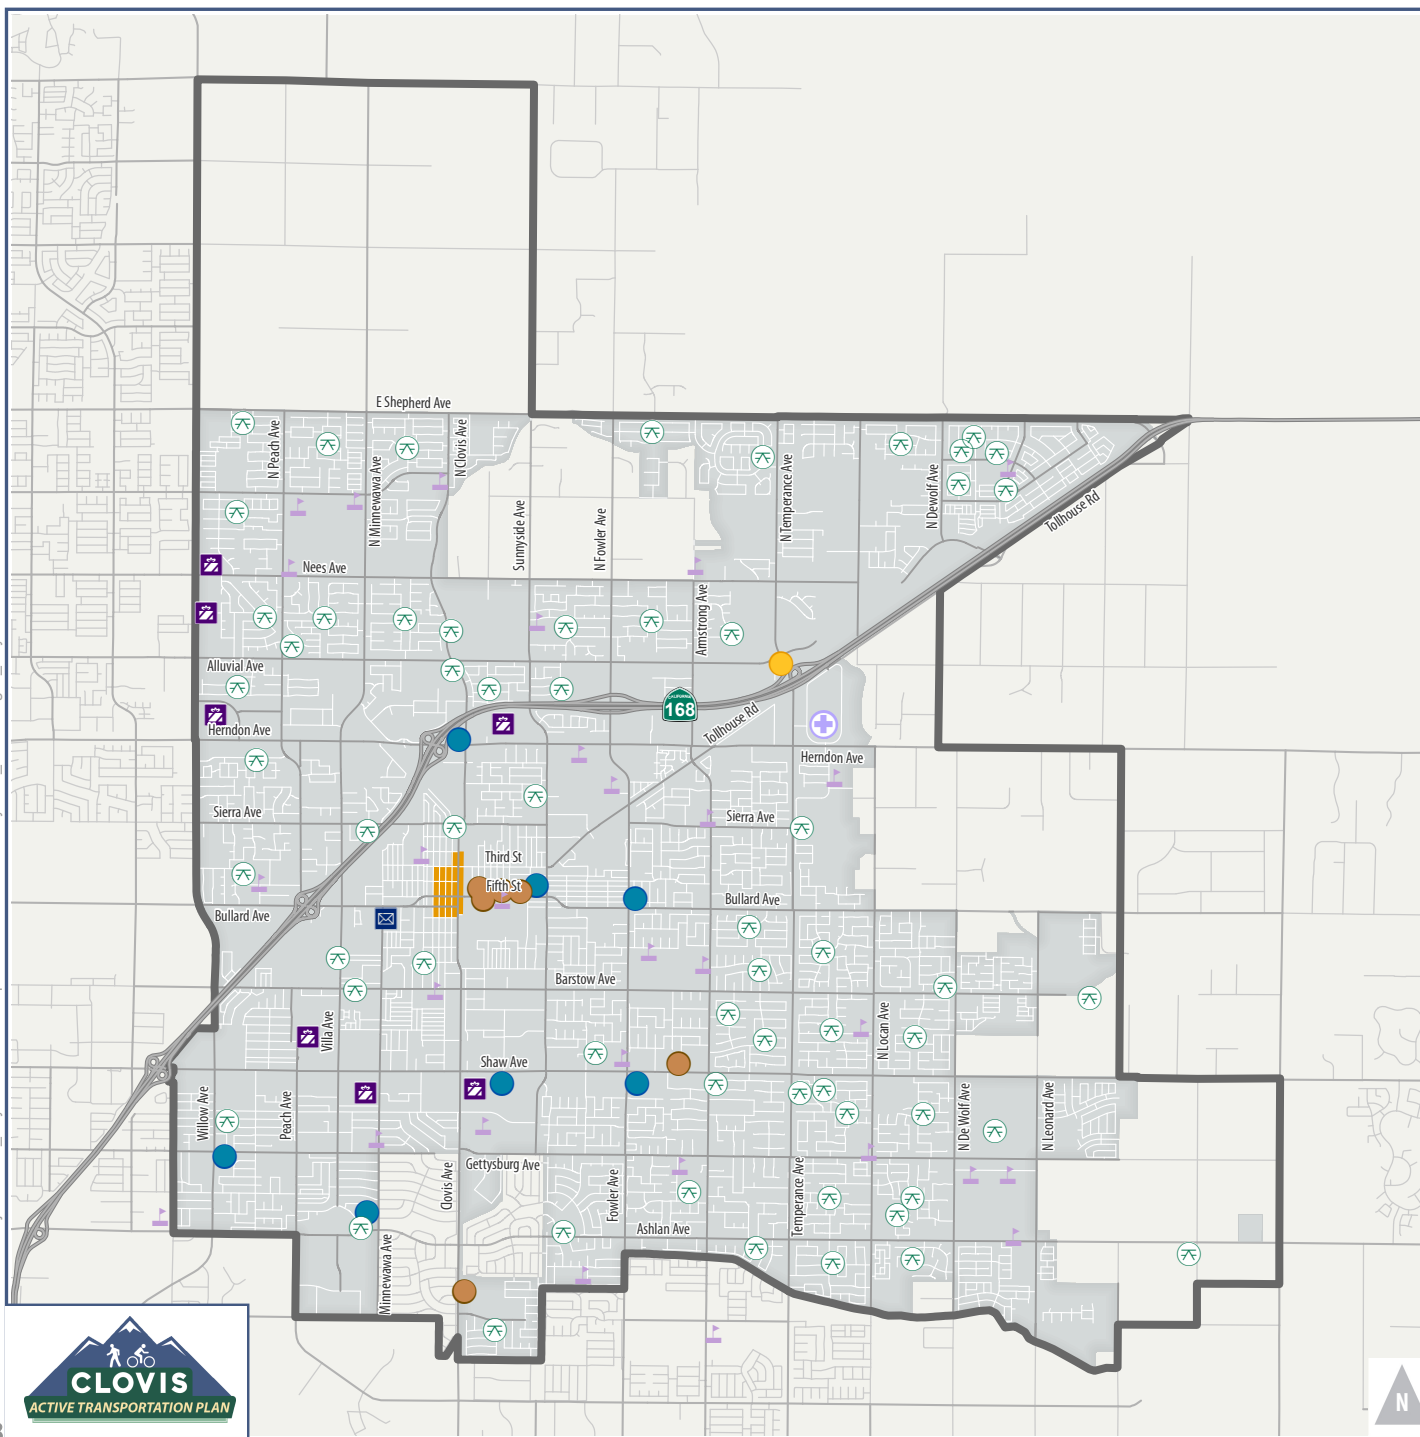 E Shepherd Ave
N Peach Ave
N Minnewawa Ave
N Clovis Ave
Sunnyside Ave
N Fowler Ave
N Temperance Ave
N Dewolf Ave
Tollhouse Rd
Nees Ave
Armstrong Ave
Alluvial Ave
CALIFORNIA
168
Tollhouse Rd
Herndon Ave
Herndon Ave
Sierra Ave
Sierra Ave
Third St
Fifth St
Bullard Ave
Bullard Ave
Barstow Ave
Villa Ave
N Locan Ave
Shaw Ave
Willow Ave
Peach Ave
N De Wolf Ave
N Leonard Ave
Gettysburg Ave
Clovis Ave
Fowler Ave
Temperance Ave
Ashlan Ave
Minnewawa Ave
CLOVIS
ACTIVE TRANSPORTATION PLAN
N